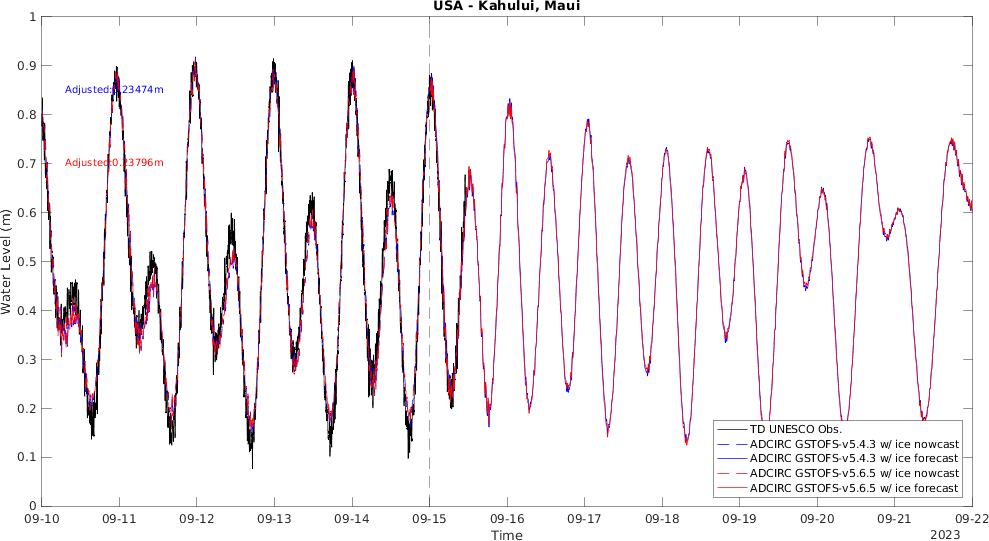 USA - Kahului, Maui
1
0.9
0.8
0.7
0.6
0.5
0.4
0.3
0.2
0.1
0
Water Level (m)
Adjusted:0.23474m
Adjusted:0.23796m
TD UNESCO Obs.
ADCIRC GSTOFS-v5.4.3 w/ ice nowcast
ADCIRC GSTOFS-v5.4.3 w/ ice forecast
ADCIRC GSTOFS-v5.6.5 w/ ice nowcast
ADCIRC GSTOFS-v5.6.5 w/ ice forecast
09-10 09-11 09-12 09-13 09-14 09-15 09-16 09-17 09-18 09-19 09-20 09-21 09-22
Time
2023